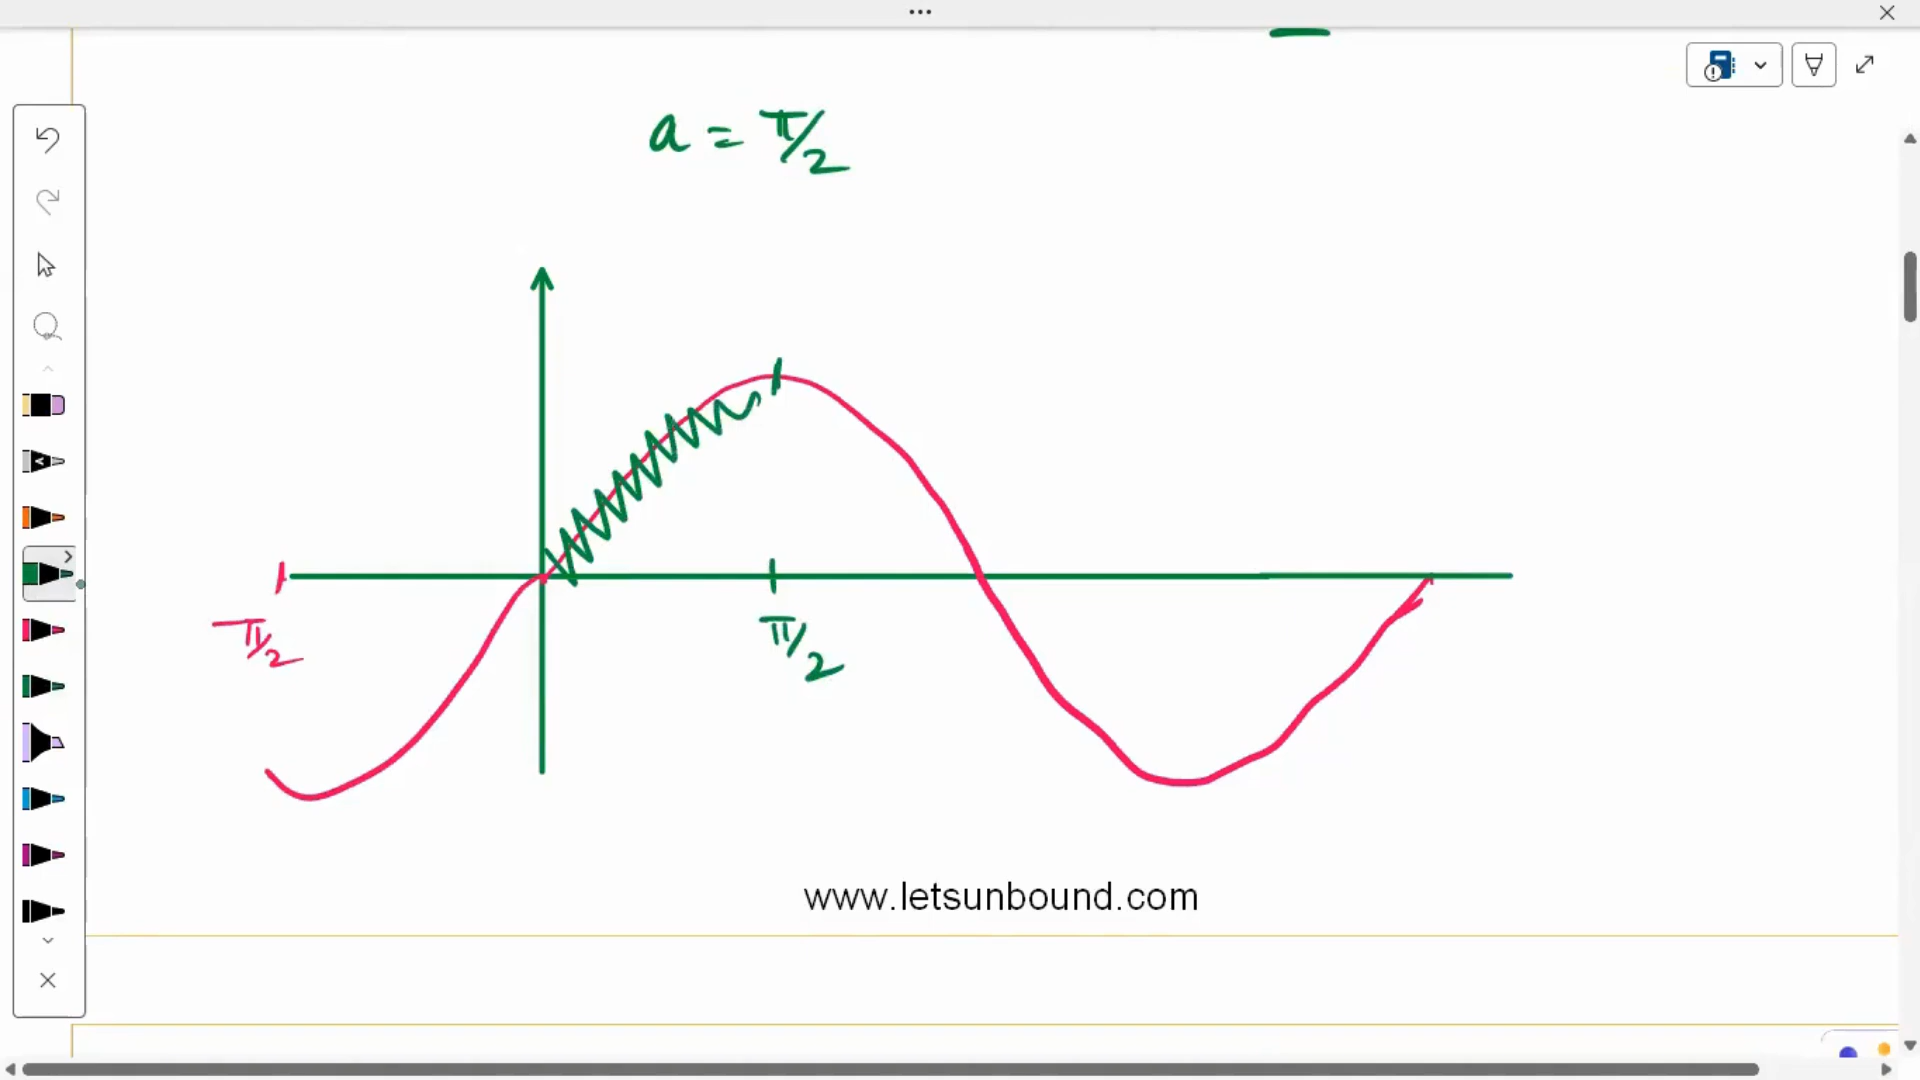 a = π/2
-π/2
π/2
www.letsunbound.com